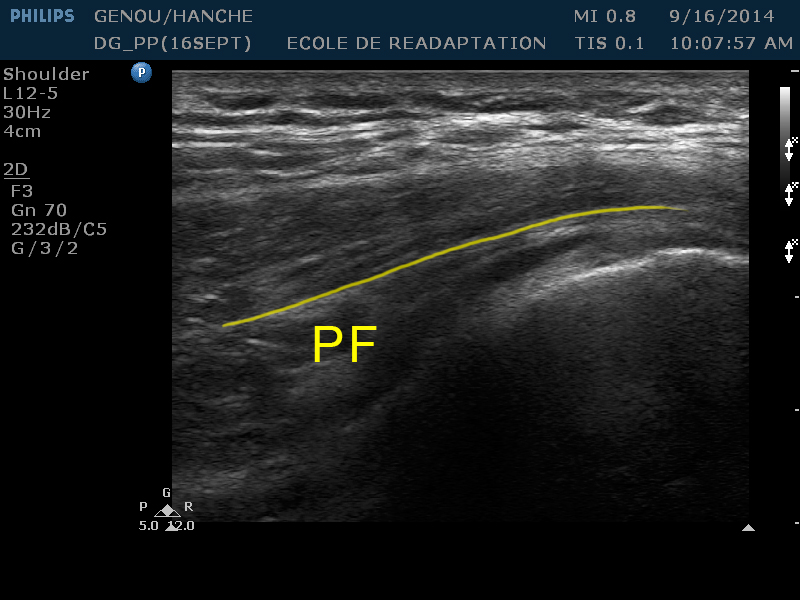 PHILIPS GENOU/HANCHE MI 0.8 9/16/2014
DG_PP(16SEPT) ECOLE DE READAPTATION TIS 0.1 10:07:57 AM
Shoulder
L12-5
30Hz
4cm
P
2D
F3
Gn 70
232dB/C5
G/3/2
PF
G
P R
5.0 12.0